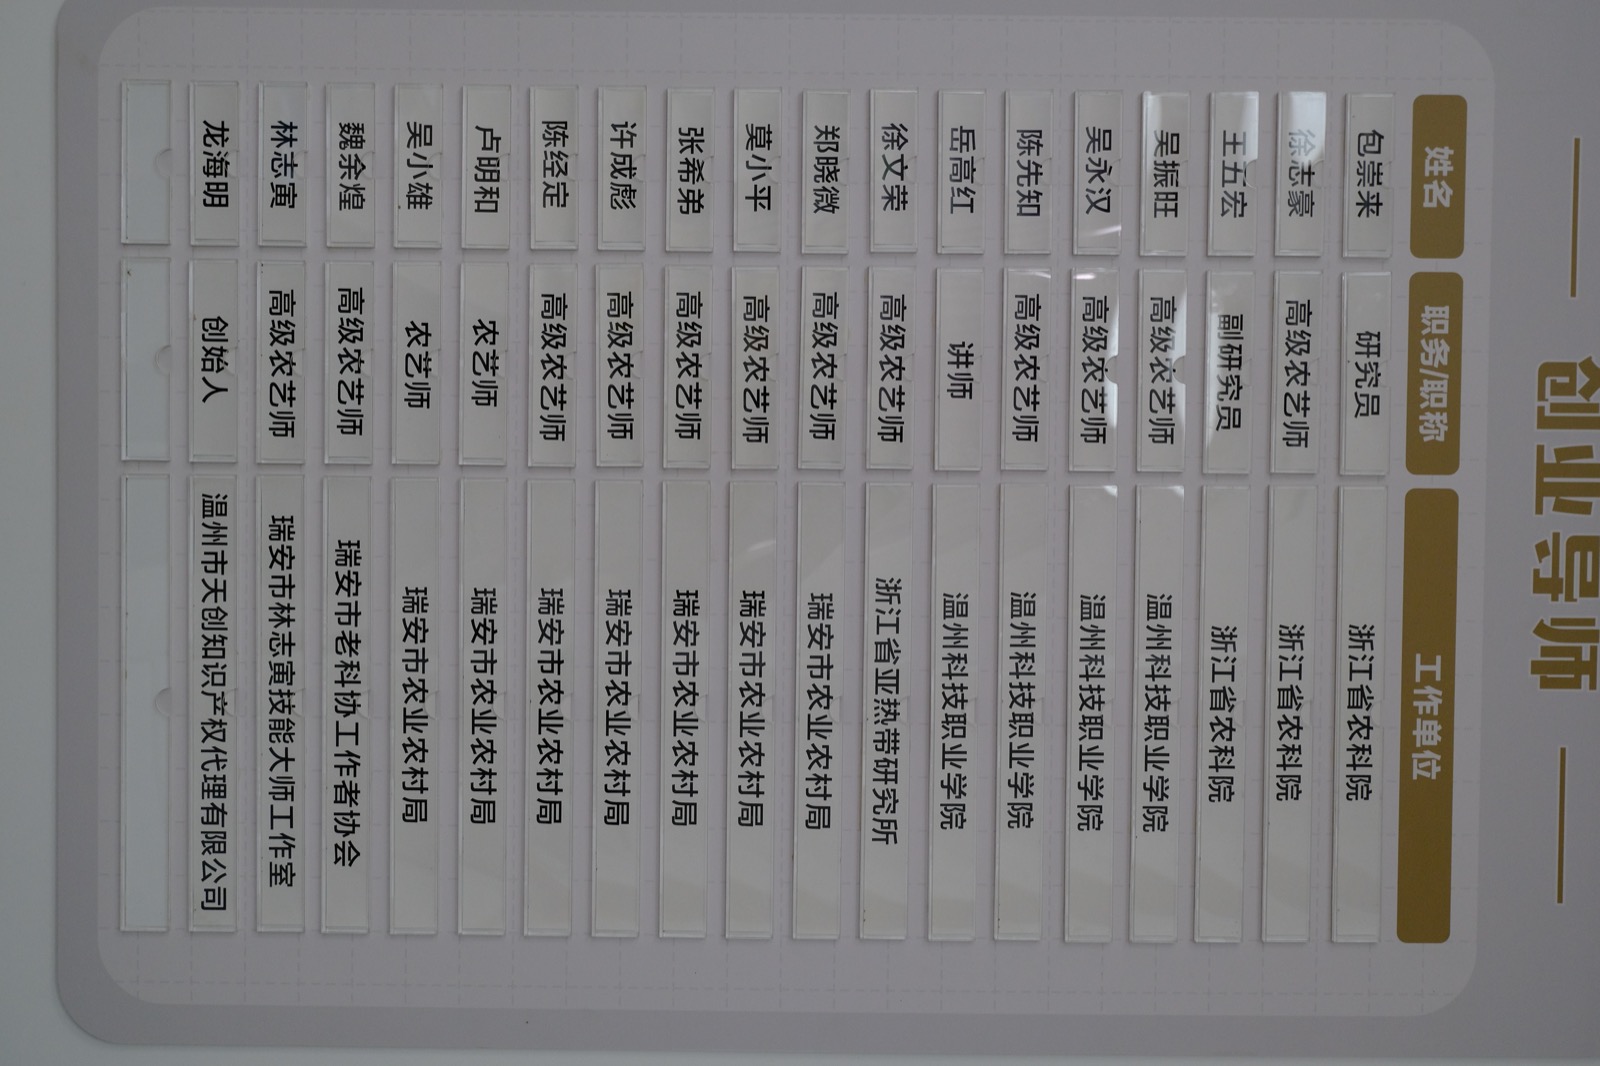 创业导师
姓名 职务/职称 工作单位
包崇来 研究员 浙江省农科院
徐志豪 高级农艺师 浙江省农科院
王五宏 副研究员 浙江省农科院
吴振旺 高级农艺师 温州科技职业学院
吴永汉 高级农艺师 温州科技职业学院
陈先知 高级农艺师 温州科技职业学院
岳高红 讲师 温州科技职业学院
徐文荣 高级农艺师 浙江省亚热带研究所
郑晓微 高级农艺师 瑞安市农业农村局
莫小平 高级农艺师 瑞安市农业农村局
张希弟 高级农艺师 瑞安市农业农村局
许成彪 高级农艺师 瑞安市农业农村局
陈经定 高级农艺师 瑞安市农业农村局
卢明和 农艺师 瑞安市农业农村局
吴小雄 农艺师 瑞安市农业农村局
魏余煌 高级农艺师 瑞安市老科协工作者协会
林志寅 高级农艺师 瑞安市林志寅技能大师工作室
龙海明 创始人 温州市天创知识产权代理有限公司